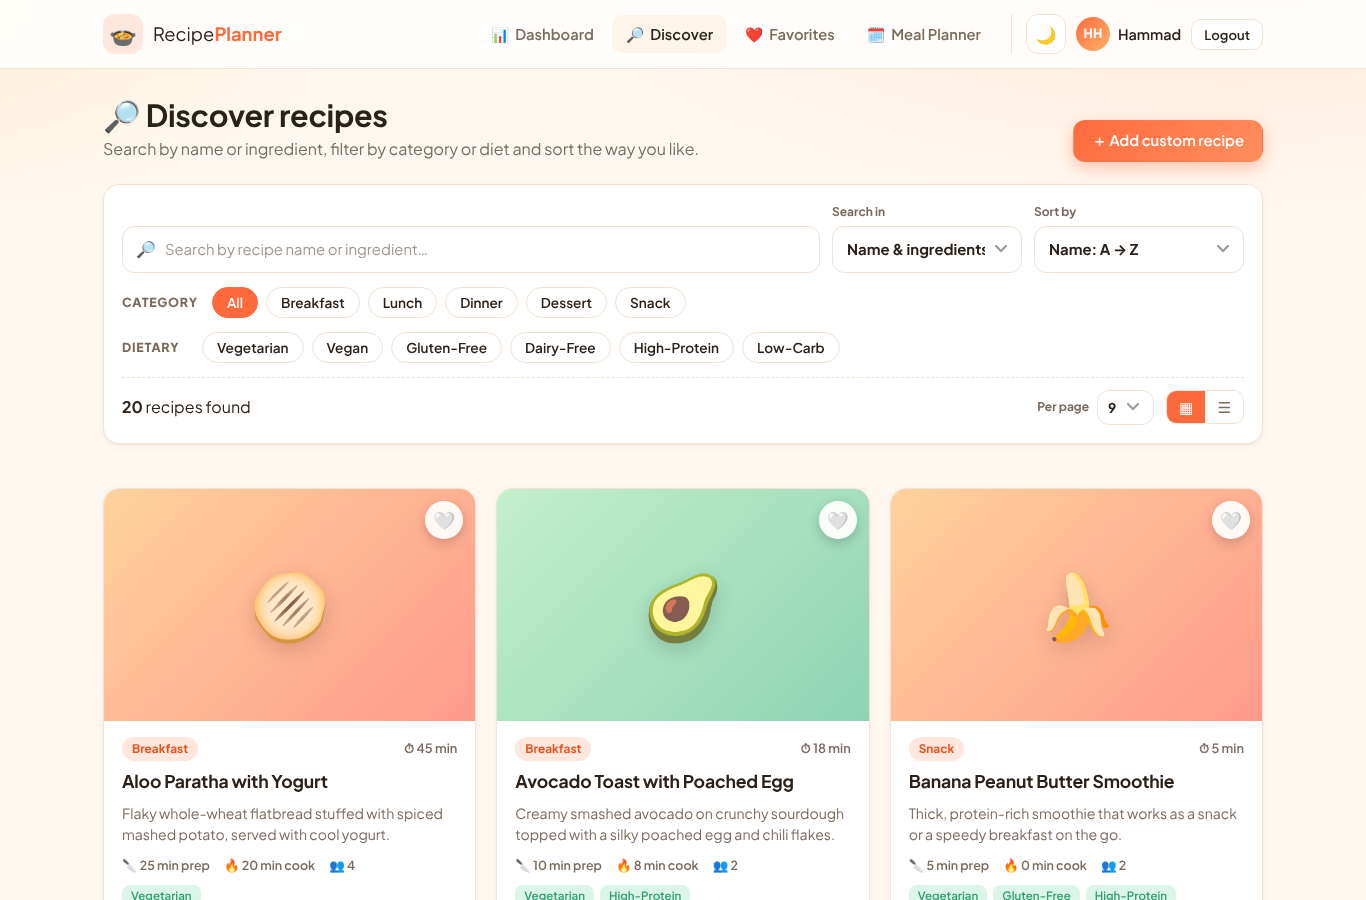 RecipePlanner
Dashboard
Discover
Favorites
Meal Planner
HH
Hammad
Logout
Discover recipes
Search by name or ingredient, filter by category or diet and sort the way you like.
+ Add custom recipe
Search in
Sort by
Search by recipe name or ingredient...
Name & ingredients
Name: A → Z
CATEGORY All Breakfast Lunch Dinner Dessert Snack
DIETARY Vegetarian Vegan Gluten-Free Dairy-Free High-Protein Low-Carb
20 recipes found
Per page 9
Breakfast 45 min
Aloo Paratha with Yogurt
Flaky whole-wheat flatbread stuffed with spiced
mashed potato, served with cool yogurt.
25 min prep 20 min cook 4
Vegetarian
Breakfast 18 min
Avocado Toast with Poached Egg
Creamy smashed avocado on crunchy sourdough
topped with a silky poached egg and chili flakes.
10 min prep 8 min cook 2
Vegetarian High-Protein
Snack 5 min
Banana Peanut Butter Smoothie
Thick, protein-rich smoothie that works as a snack
or a speedy breakfast on the go.
5 min prep 0 min cook 2
Vegetarian Gluten-Free High-Protein